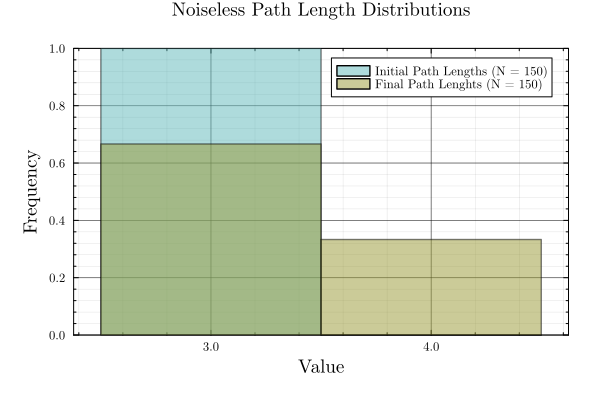 Noiseless Path Length Distributions
Initial Path Lengths (N = 150)
Final Path Lenghts (N = 150)
Frequency
1.0
0.8
0.6
0.4
0.2
0.0
3.0 4.0
Value